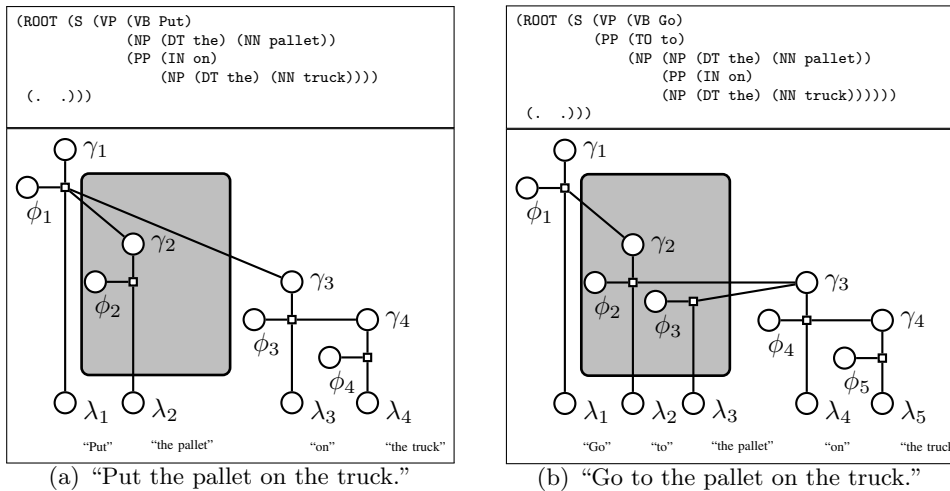 (ROOT (S (VP (VB Put)
(NP (DT the) (NN pallet))
(PP (IN on)
(NP (DT the) (NN truck))))
(. .)))
γ1
ϕ1
γ2
ϕ2
γ3
ϕ3
γ4
ϕ4
λ1
λ2
λ3
λ4
“Put” “the pallet” “on” “the truck”
(a) “Put the pallet on the truck.”
(ROOT (S (VP (VB Go)
(PP (TO to)
(NP (NP (DT the) (NN pallet))
(PP (IN on)
(NP (DT the) (NN truck))))))
(. .)))
γ1
ϕ1
γ2
ϕ2
ϕ3
γ3
ϕ4
γ4
ϕ5
λ1
λ2
λ3
λ4
λ5
“Go” “to” “the pallet” “on” “the truck
(b) “Go to the pallet on the truck.”